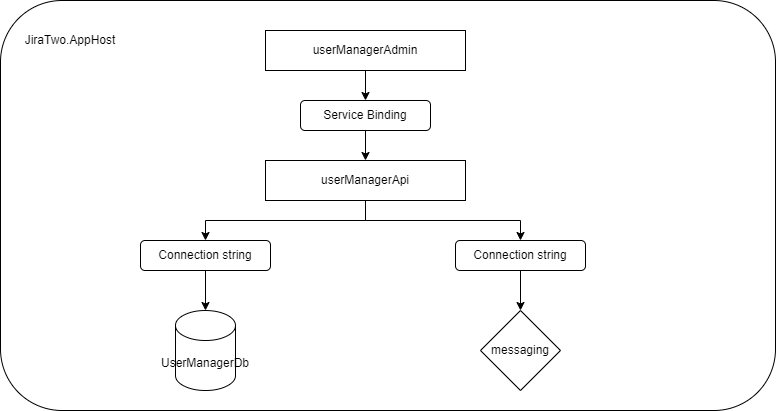 JiraTwo.AppHost
userManagerAdmin
Service Binding
userManagerApi
Connection string
Connection string
UserManagerDb
messaging